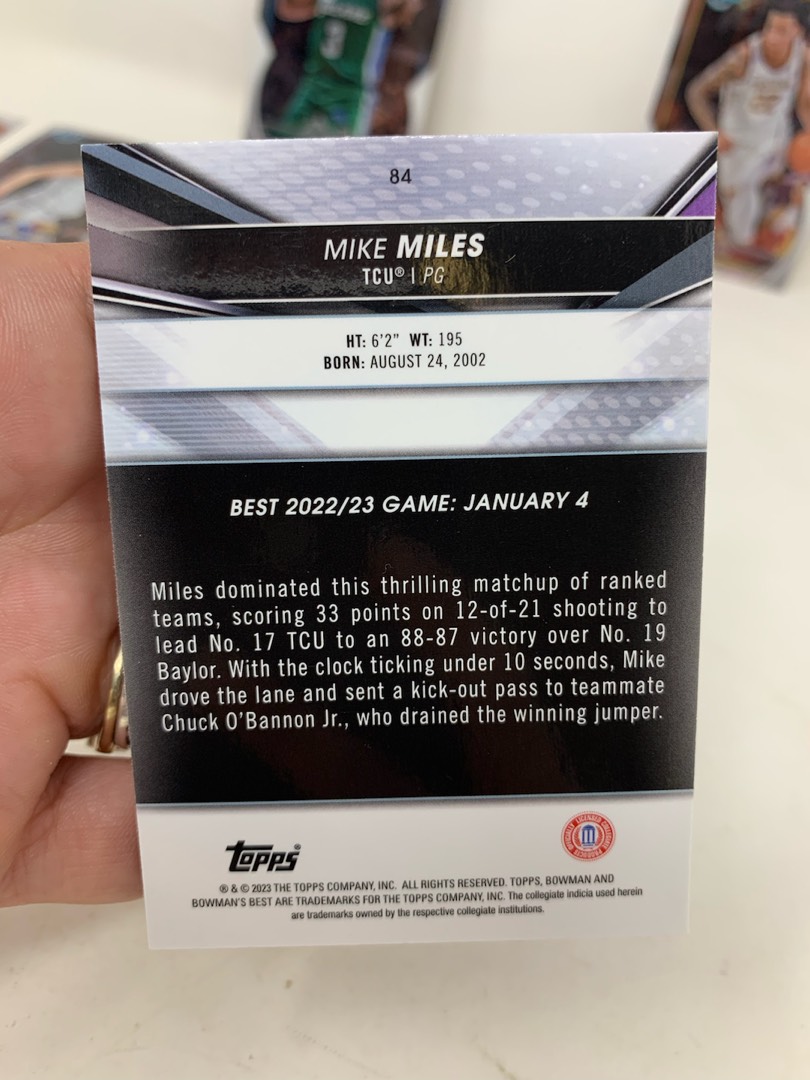 3
84
MIKE MILES
TCU® | PG
HT: 6'2" WT: 195
BORN: AUGUST 24, 2002
BEST 2022/23 GAME: JANUARY 4
Miles dominated this thrilling matchup of ranked
teams, scoring 33 points on 12-of-21 shooting to
lead No. 17 TCU to an 88-87 victory over No. 19
Baylor. With the clock ticking under 10 seconds, Mike
drove the lane and sent a kick-out pass to teammate
Chuck O'Bannon Jr., who drained the winning jumper.
Topps®
OFFICIALLY LICENSED COLLEGIATE PRODUCTS
® & © 2023 THE TOPPS COMPANY, INC. ALL RIGHTS RESERVED. TOPPS, BOWMAN AND
BOWMAN'S BEST ARE TRADEMARKS FOR THE TOPPS COMPANY, INC. The collegiate indicia used herein
are trademarks owned by the respective collegiate institutions.